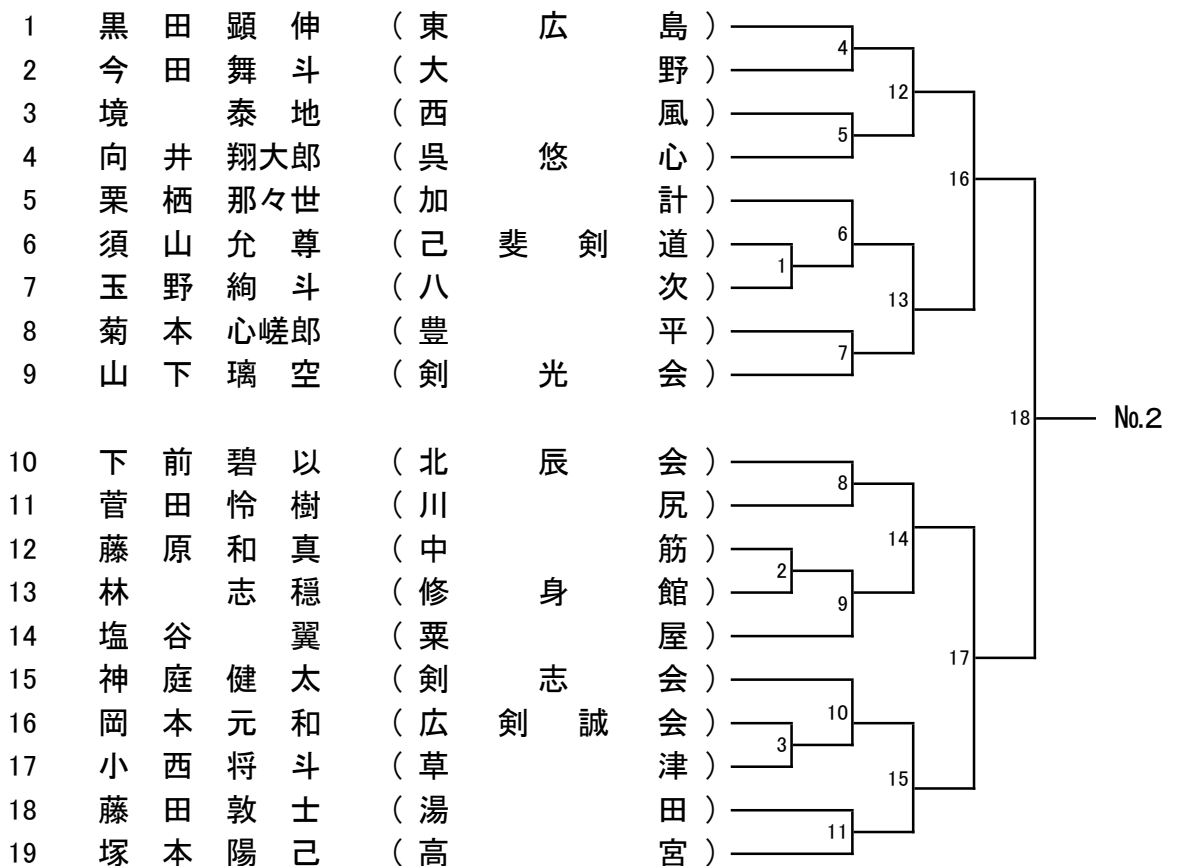 1 黒田顕伸 (東広島)
4
2 今田舞斗 (大野)
12
3 境泰地 (西風)
5
4 向井翔大郎 (呉悠心)
16
5 栗栖那々世 (加計)
6
6 須山允尊 (己斐剣道)
1
7 玉野絢斗 (八次)
13
8 菊本心嵯郎 (豊平)
7
9 山下璃空 (剣光会)
18 №2
10 下前碧以 (北辰会)
8
11 菅田怜樹 (川尻)
14
12 藤原和真 (中筋)
2
13 林志穏 (修身館)
9
14 塩谷翼 (粟屋)
17
15 神庭健太 (剣志会)
10
16 岡本元和 (広剣誠会)
3
17 小西将斗 (草津)
15
18 藤田敦士 (湯田)
11
19 塚本陽己 (高宮)